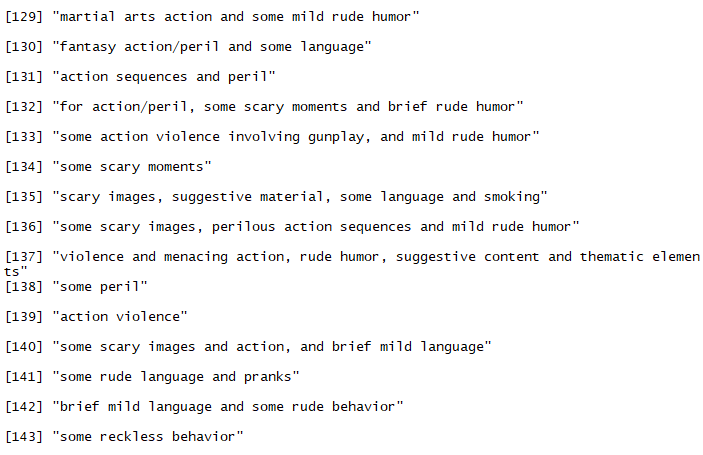 [129] "martial arts action and some mild rude humor"
[130] "fantasy action/peril and some language"
[131] "action sequences and peril"
[132] "for action/peril, some scary moments and brief rude humor"
[133] "some action violence involving gunplay, and mild rude humor"
[134] "some scary moments"
[135] "scary images, suggestive material, some language and smoking"
[136] "some scary images, perilous action sequences and mild rude humor"
[137] "violence and menacing action, rude humor, suggestive content and thematic elemen
ts"
[138] "some peril"
[139] "action violence"
[140] "some scary images and action, and brief mild language"
[141] "some rude language and pranks"
[142] "brief mild language and some rude behavior"
[143] "some reckless behavior"